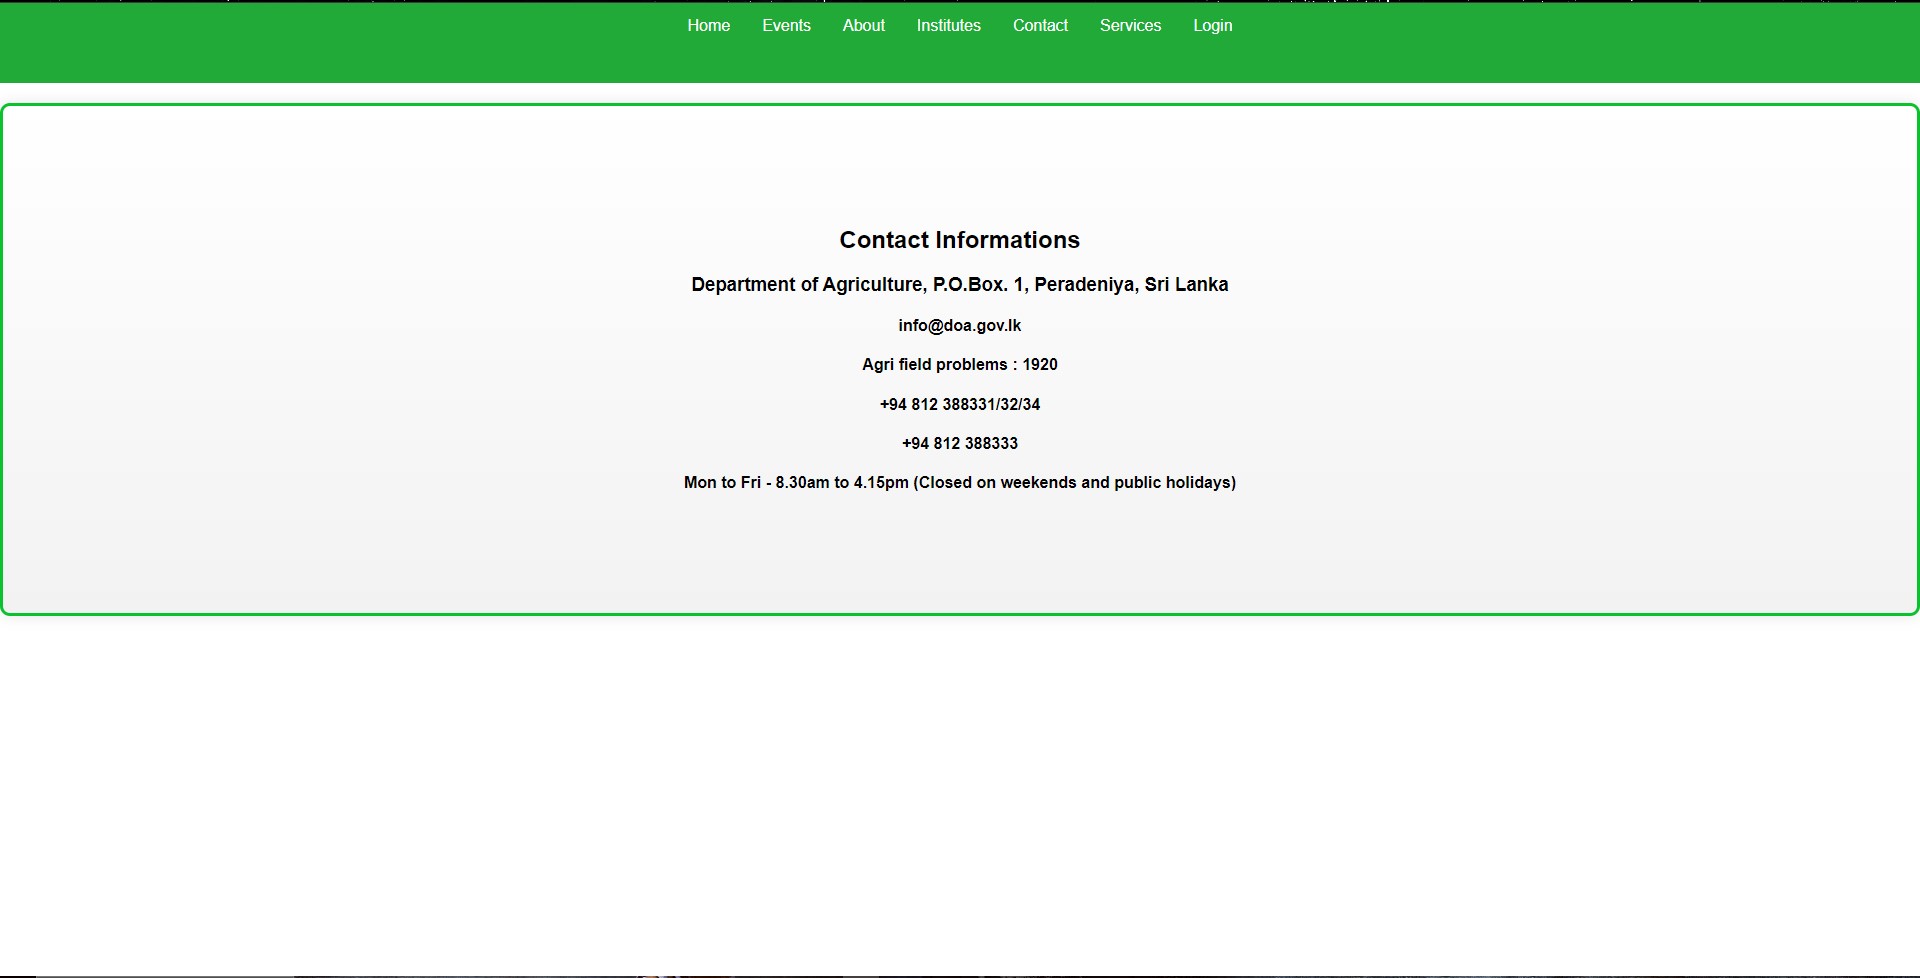 Home Events About Institutes Contact Services Login
Contact Informations
Department of Agriculture, P.O.Box. 1, Peradeniya, Sri Lanka
info@doa.gov.lk
Agri field problems : 1920
+94 812 388331/32/34
+94 812 388333
Mon to Fri - 8.30am to 4.15pm (Closed on weekends and public holidays)